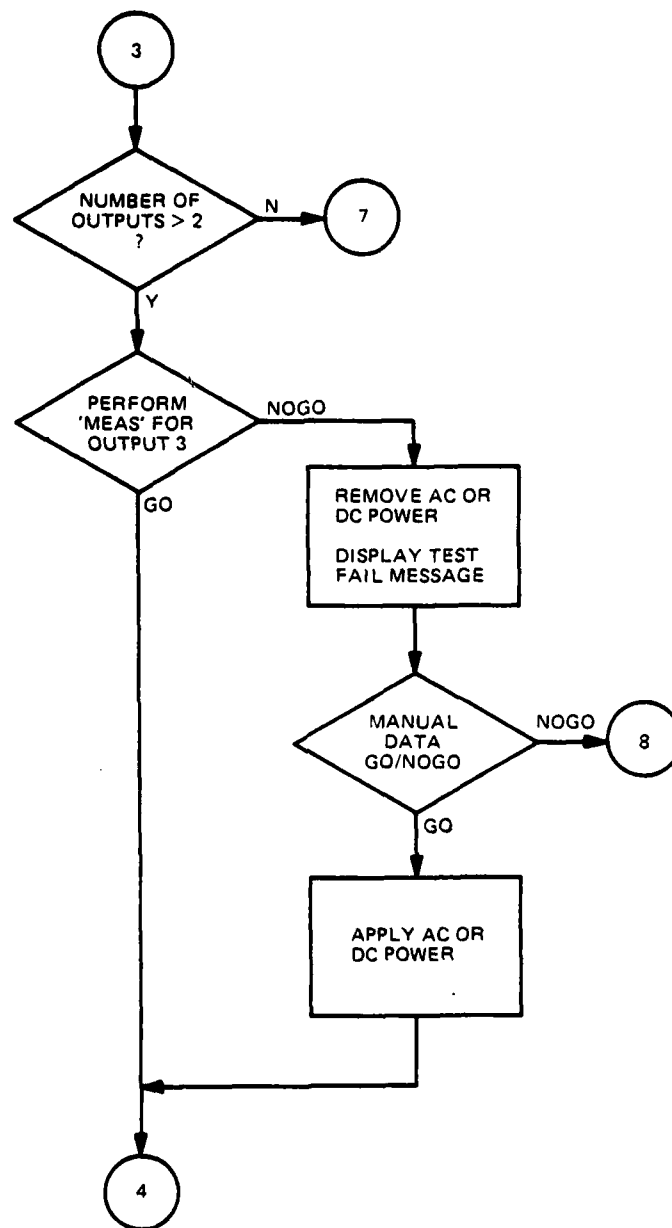 3
NUMBER OF
OUTPUTS > 2
?
N
7
Y
PERFORM
'MEAS' FOR
OUTPUT 3
NOGO
GO
REMOVE AC OR
DC POWER
DISPLAY TEST
FAIL MESSAGE
MANUAL
DATA
GO/NOGO
NOGO
8
GO
APPLY AC OR
DC POWER
4